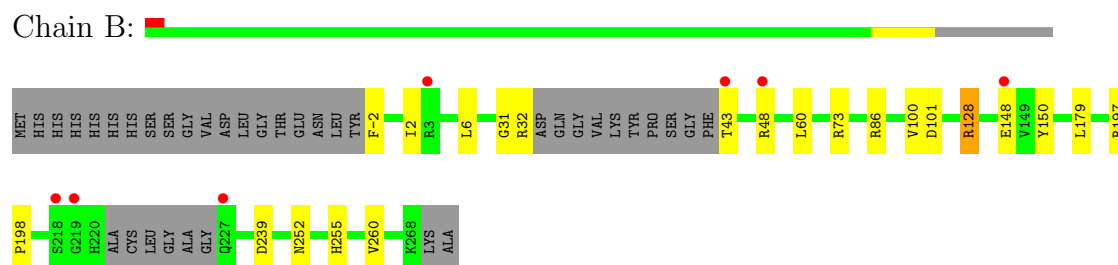 Chain B:
MET HIS HIS HIS HIS HIS HIS SER SER GLY VAL ASP LEU GLY THR GLU ASN LEU TYR F-2 I2 R3 L6 G31 R32 ASP GLN GLY VAL LYS TYR PRO SER GLY PHE T43 R48 L60 R73 R86 V100 D101 R128 E148 V149 Y150 L179
P198 S218 G219 H220 ALA CYS LEU GLY ALA GLY Q227 D239 N252 H255 V260 K268 LYS ALA